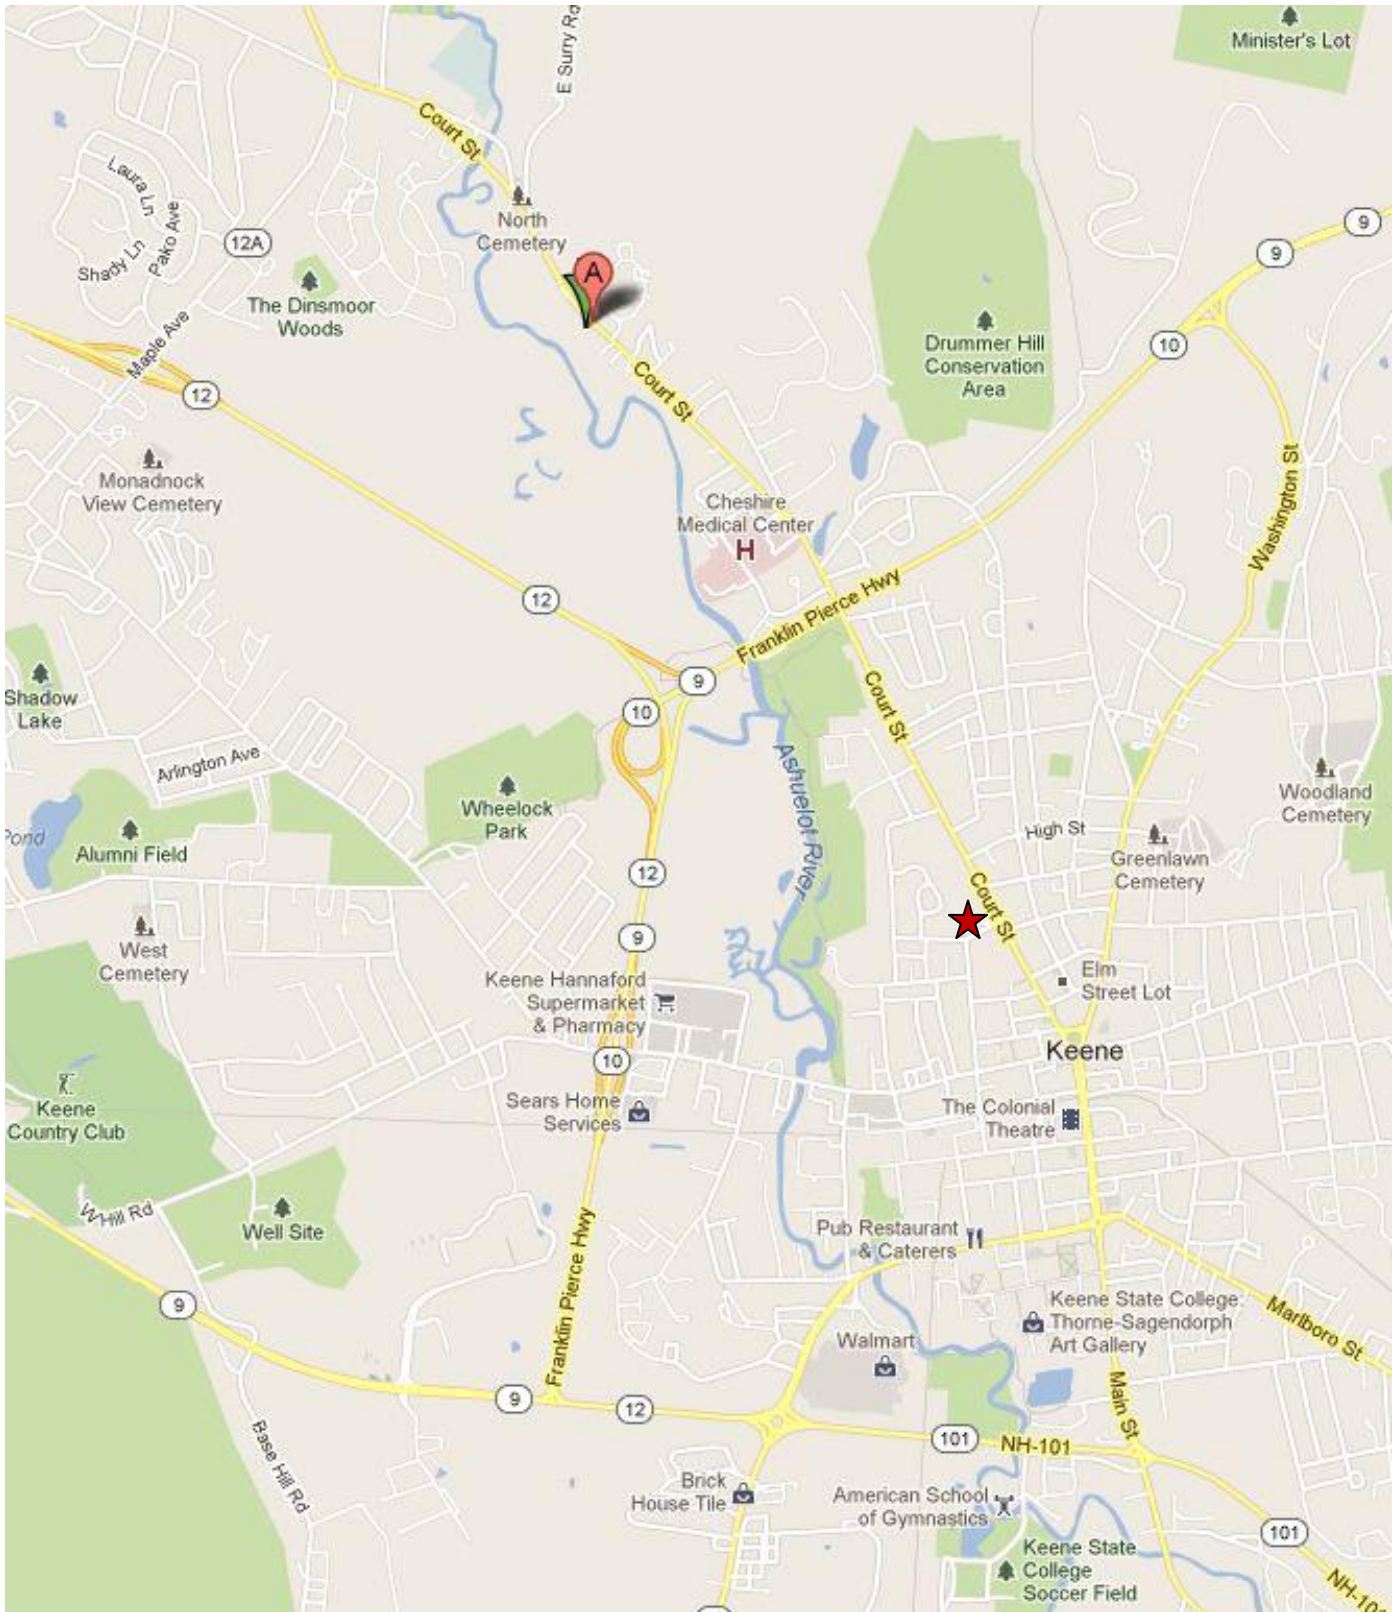 Minister's Lot
E Surry Rd
Court St
Laura Ln
North
Cemetery
Pako Ave
Shady Ln
12A
9
9
A
The Dinsmoor
Woods
Maple Ave
Drummer Hill
Conservation
Area
10
12
Court St
Monadnock
View Cemetery
Cheshire
Medical Center
H
Washington St
12
Franklin Pierce Hwy
9
Shadow
Lake
Court St
10
Arlington Ave
Ashuelot River
Wheelock
Park
Woodland
Cemetery
Pond
Alumni Field
High St
Greenlawn
Cemetery
12
Court St
9
West
Cemetery
Elm
Street Lot
Keene Hannaford
Supermarket
& Pharmacy
Keene
10
Keene
Country Club
Sears Home
Services
The Colonial
Theatre
W Hill Rd
Well Site
Pub Restaurant
& Caterers
Franklin Pierce Hwy
9
Keene State College:
Thorne-Sagendorph
Art Gallery
Marlboro St
Walmart
9
12
Main St
101
NH-101
Base Hill Rd
Brick
House Tile
American School
of Gymnastics
101
Keene State
College
Soccer Field